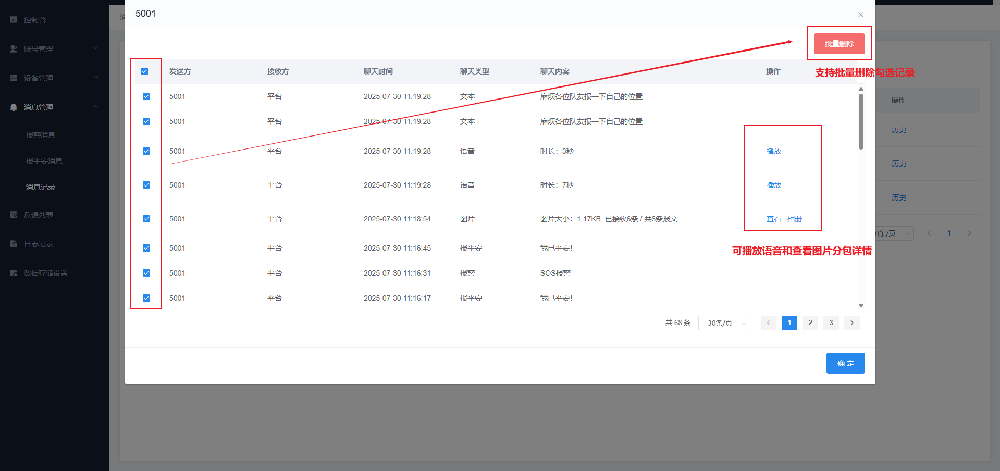 控制台
账号管理
设备管理
消息管理
报警消息
报平安消息
消息记录
反馈列表
日志记录
数据存储设置
5001
批量删除
支持批量删除勾选记录
发送方 接收方 聊天时间 聊天类型 聊天内容 操作
5001 平台 2025-07-30 11:19:28 文本 麻烦各位队友报一下自己的位置
5001 平台 2025-07-30 11:19:28 文本 麻烦各位队友报一下自己的位置
5001 平台 2025-07-30 11:19:28 语音 时长：3秒 播放
5001 平台 2025-07-30 11:19:28 语音 时长：7秒 播放
5001 平台 2025-07-30 11:18:54 图片 图片大小：1.17KB, 已接收6条 / 共6条报文 查看 相册
5001 平台 2025-07-30 11:16:45 报平安 我已平安！
可播放语音和查看图片分包详情
5001 平台 2025-07-30 11:16:31 报警 SOS报警
5001 平台 2025-07-30 11:16:17 报平安 我已平安！
共 68 条 30条/页 1 2 3
确 定
操作
历史
历史
历史
0条/页 1